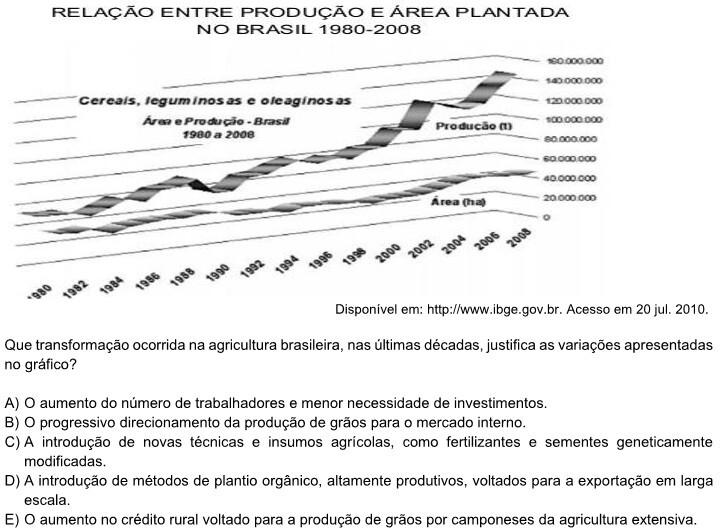 RELAÇÃO ENTRE PRODUÇÃO E ÁREA PLANTADA
NO BRASIL 1980-2008
160.000.000
140.000.000
120.000.000
100.000.000
80.000.000
60.000.000
40.000.000
20.000.000
0
Cereais, leguminosas e oleaginosas
Área e Produção - Brasil
1980 a 2008
Produção (t)
Área (ha)
1980 1982 1984 1986 1988 1990 1992 1994 1996 1998 2000 2002 2004 2006 2008
Disponível em: http://www.ibge.gov.br. Acesso em 20 jul. 2010.
Que transformação ocorrida na agricultura brasileira, nas últimas décadas, justifica as variações apresentadas
no gráfico?
A) O aumento do número de trabalhadores e menor necessidade de investimentos.
B) O progressivo direcionamento da produção de grãos para o mercado interno.
C) A introdução de novas técnicas e insumos agrícolas, como fertilizantes e sementes geneticamente
modificadas.
D) A introdução de métodos de plantio orgânico, altamente produtivos, voltados para a exportação em larga
escala.
E) O aumento no crédito rural voltado para a produção de grãos por camponeses da agricultura extensiva.